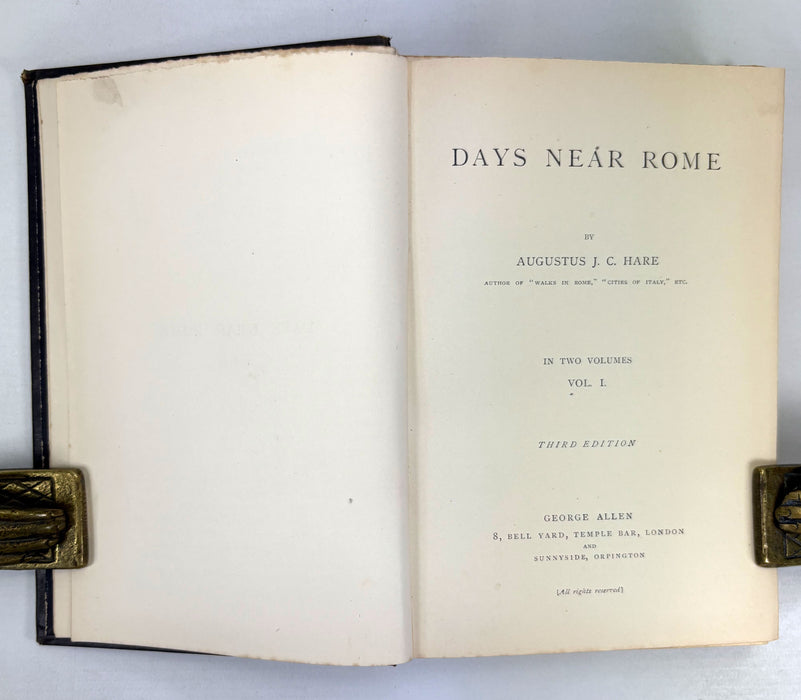 DAYS NEAR ROME
BY
AUGUSTUS J. C. HARE
AUTHOR OF "WALKS IN ROME," "CITIES OF ITALY," ETC.
IN TWO VOLUMES
VOL. I.
THIRD EDITION
GEORGE ALLEN
8, BELL YARD, TEMPLE BAR, LONDON
AND
SUNNYSIDE, ORPINGTON
[All rights reserved]